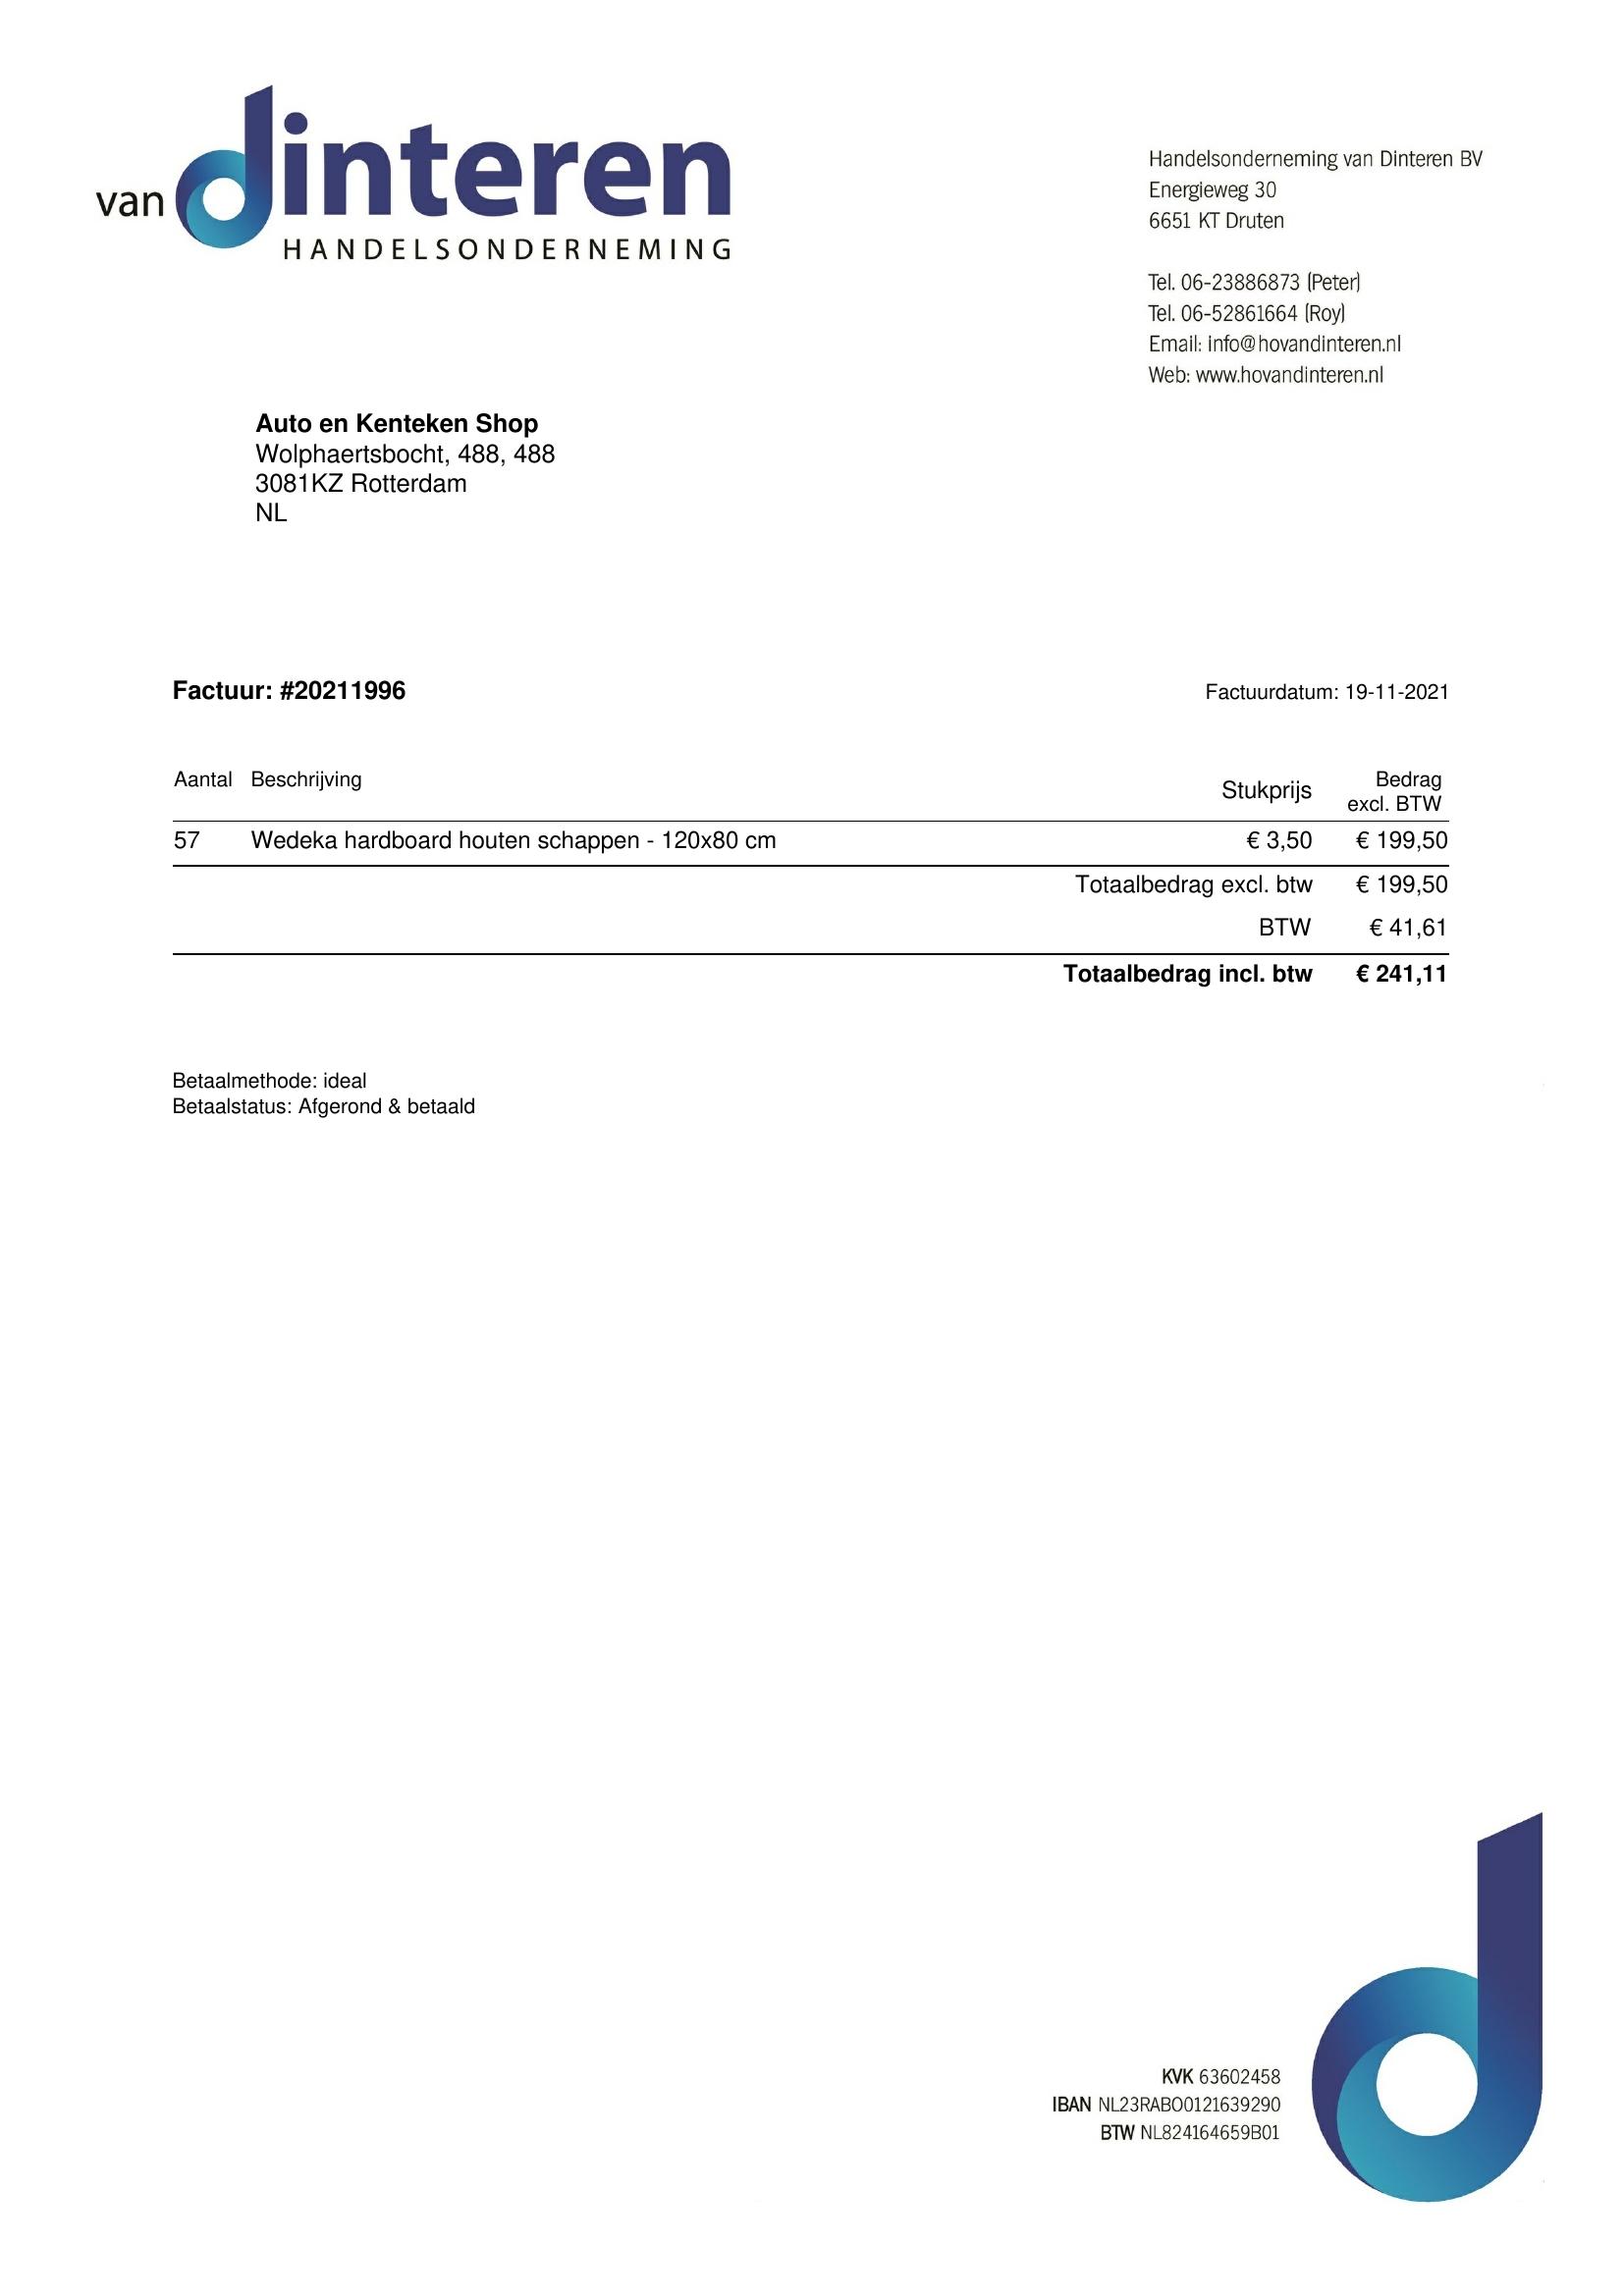 van dinteren
HANDELSONDERNEMING
Handelsonderneming van Dinteren BV
Energieweg 30
6651 KT Druten
Tel. 06-23886873 (Peter)
Tel. 06-52861664 (Roy)
Email: info@hovandinteren.nl
Web: www.hovandinteren.nl
Auto en Kenteken Shop
Wolphaertsbocht, 488, 488
3081KZ Rotterdam
NL
Factuur: #20211996 Factuurdatum: 19-11-2021
Aantal Beschrijving Stukprijs Bedrag
excl. BTW
57 Wedeka hardboard houten schappen - 120x80 cm € 3,50 € 199,50
Totaalbedrag excl. btw € 199,50
BTW € 41,61
Totaalbedrag incl. btw € 241,11
Betaalmethode: ideal
Betaalstatus: Afgerond & betaald
KVK 63602458
IBAN NL23RABO0121639290
BTW NL824164659B01